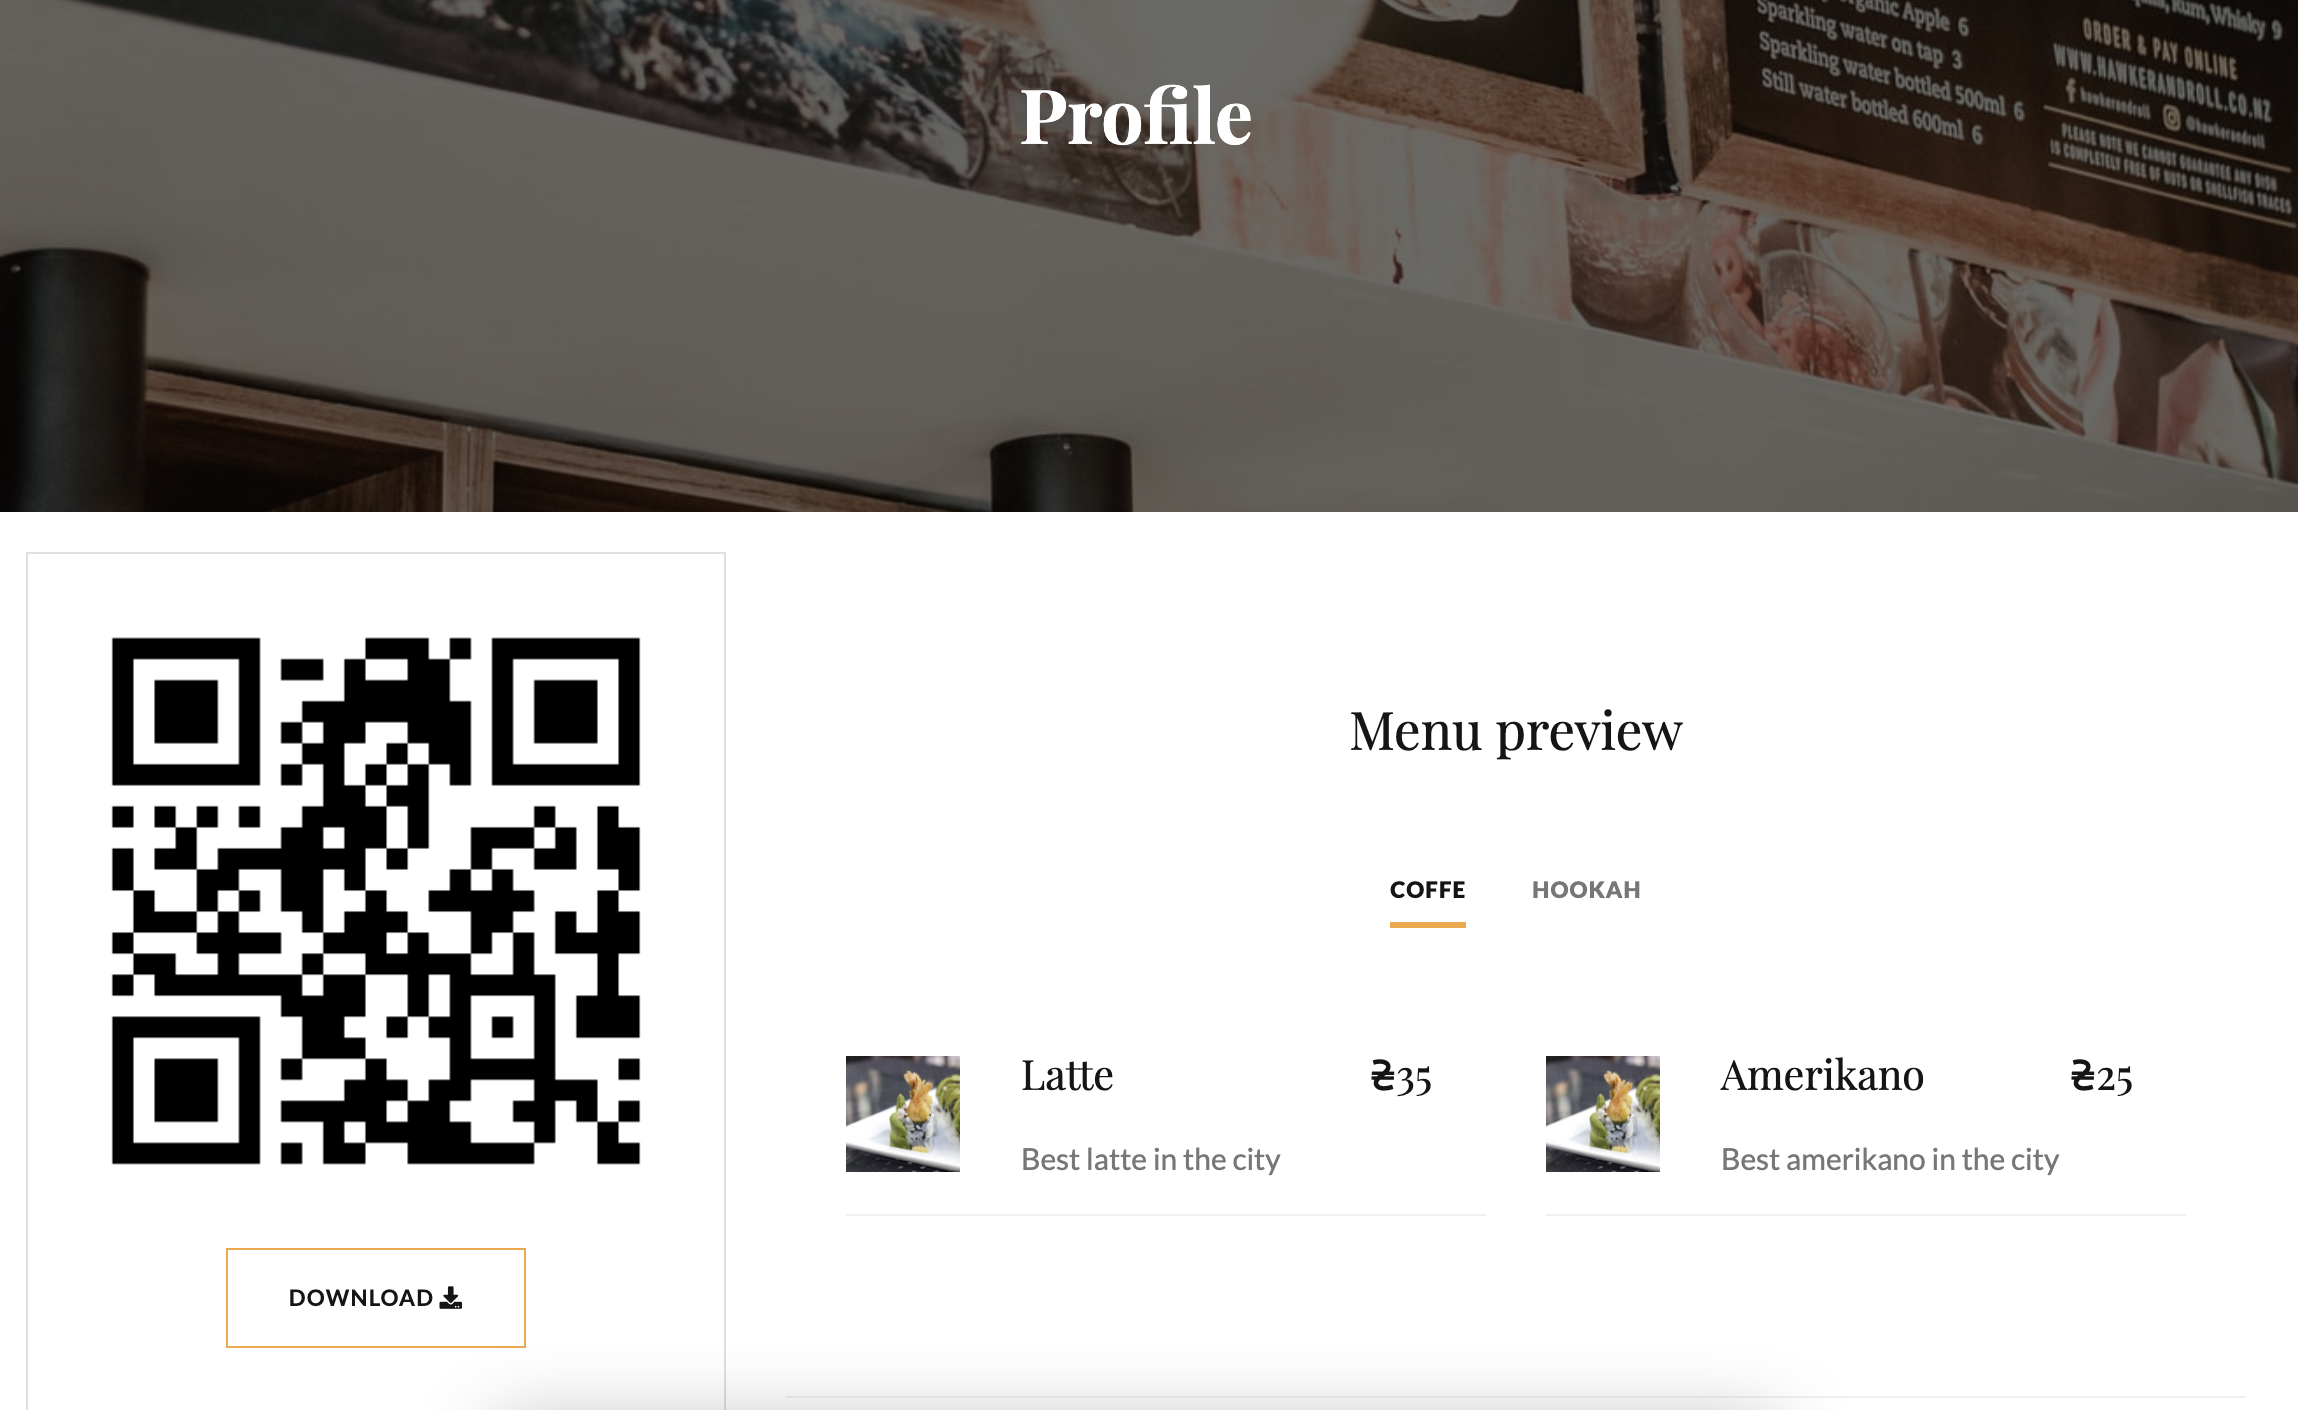 Organic Apple 6
Sparkling water on tap 3
Sparkling water bottled 500ml 6
Still water bottled 600ml 6
Rum, Whisky 9
ORDER & PAY ONLINE
WWW.HAWKERANDROLL.CO.NZ
hawkerandroll @hawkerandroll
PLEASE NOTE WE CANNOT GUARANTEE ANY DISH
IS COMPLETELY FREE OF NUTS OR SHELLFISH TRACES
Profile
Menu preview
COFFE HOOKAH
Latte ₴35
Best latte in the city
Amerikano ₴25
Best amerikano in the city
DOWNLOAD